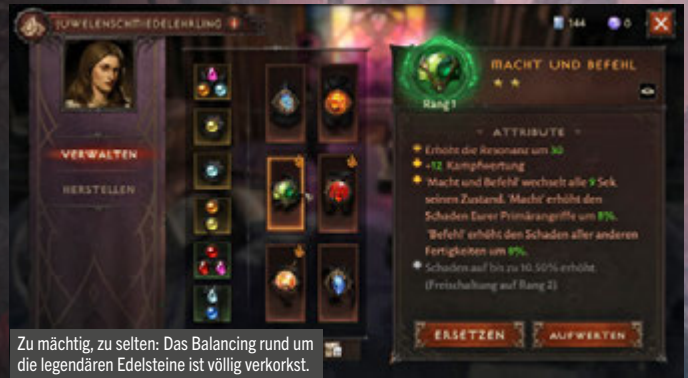 JUWELENSCHMIEDELEHRLING
144
0
VERWALTEN
HERSTELLEN
MACHT UND BEFEHL
Rang 1
ATTRIBUTE
Erhöht die Resonanz um 30
+12 Kampfwertung
'Macht und Befehl' wechselt alle 9 Sek.
seinen Zustand. 'Macht' erhöht den
Schaden Eurer Primärangriffe um 8%.
'Befehl' erhöht den Schaden aller anderen
Fertigkeiten um 8%.
Schaden auf bis zu 10.50% erhöht
(Freischaltung auf Rang 2)
ERSETZEN
AUFWERTEN
Zu mächtig, zu selten: Das Balancing rund um
die legendären Edelsteine ist völlig verkorkst.